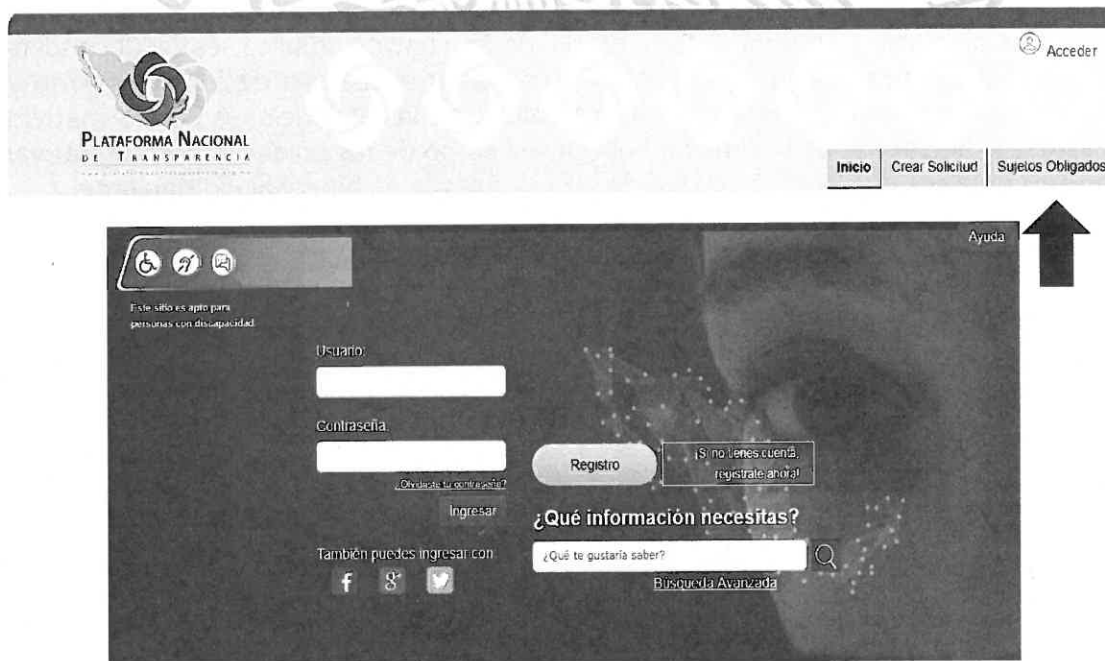 Acceder
PLATAFORMA NACIONAL
DE TRANSPARENCIA
Inicio
Crear Solicitud
Sujetos Obligados
Ayuda
Este sitio es apto para
personas con discapacidad.
Usuario:
Contraseña:
¿Olvidaste tu contraseña?
Ingresar
También puedes ingresar con
f
g+
Registro
¡Si no tienes cuenta,
registrate ahora!
¿Qué información necesitas?
¿Qué te gustaría saber?
Búsqueda Avanzada